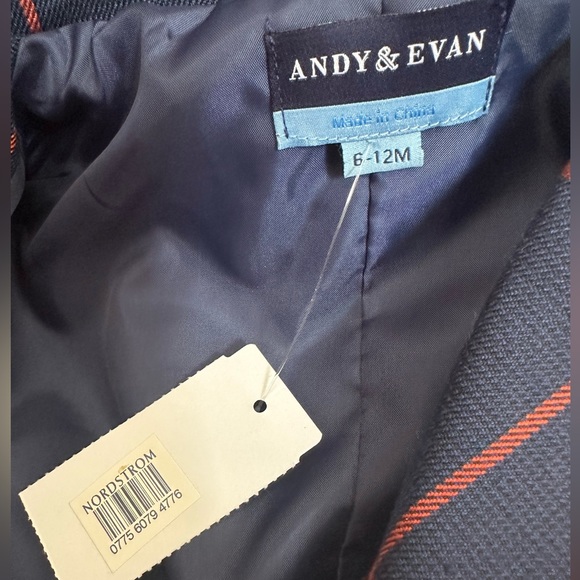 ANDY & EVAN
Made in China
6-12M
NORDSTROM
0775 6079 4776